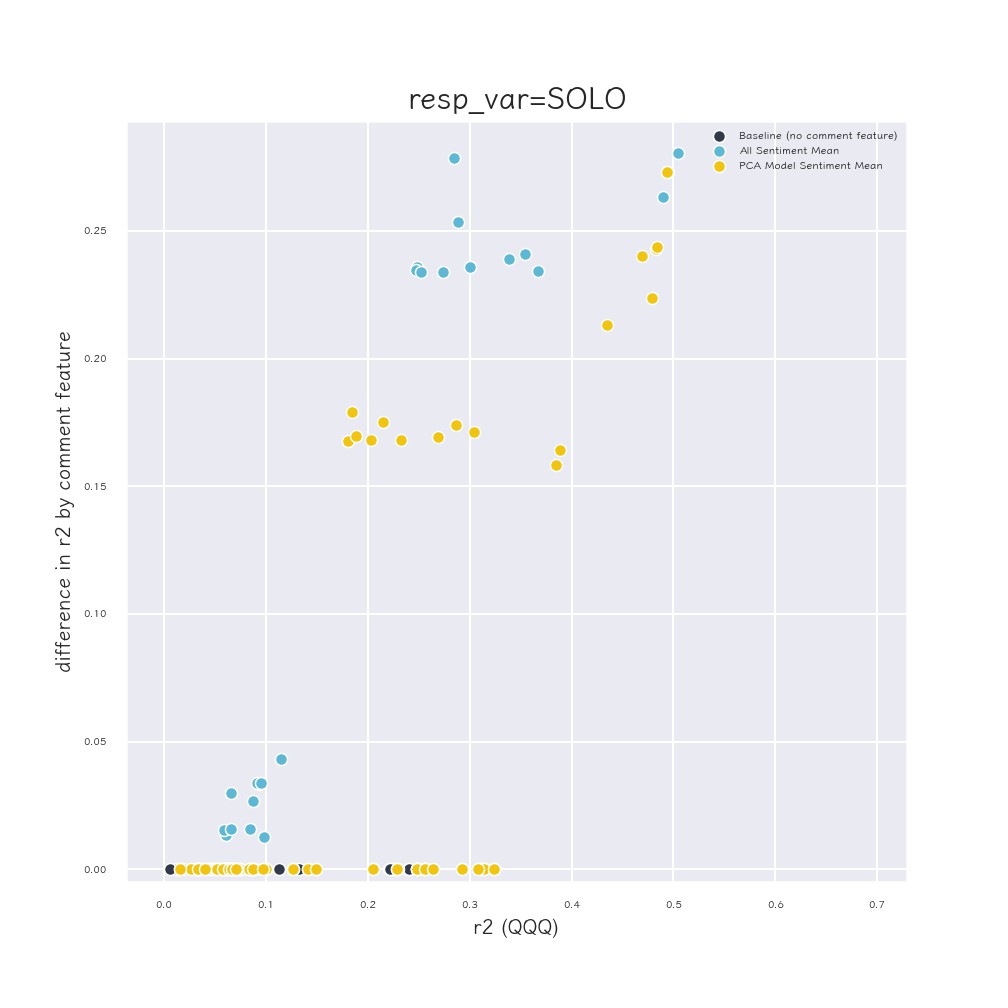 resp_var=SOLO
Baseline (no comment feature)
All Sentiment Mean
PCA Model Sentiment Mean
difference in r2 by comment feature
0.25
0.20
0.15
0.10
0.05
0.00
0.0 0.1 0.2 0.3 0.4 0.5 0.6 0.7
r2 (QQQ)